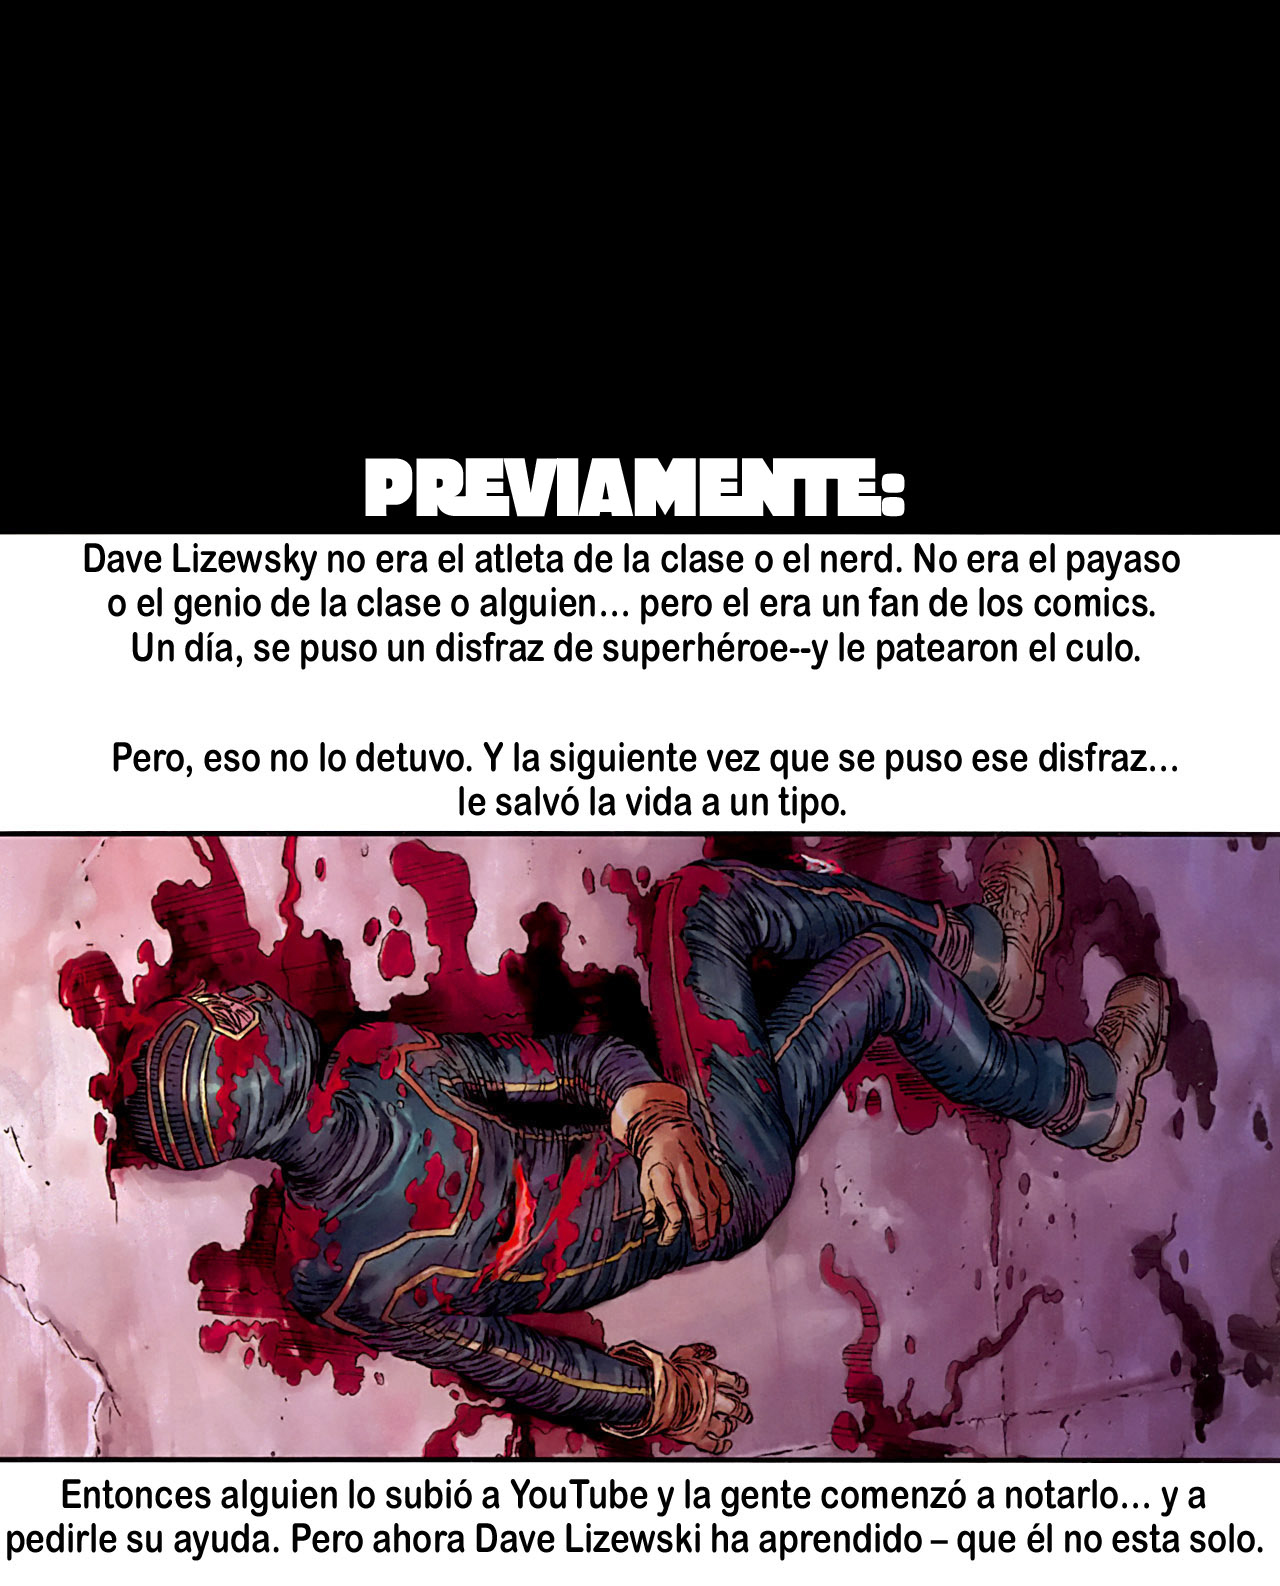 PREVIAMENTE:
Dave Lizewsky no era el atleta de la clase o el nerd. No era el payaso
o el genio de la clase o alguien... pero el era un fan de los comics.
Un día, se puso un disfraz de superhéroe--y le patearon el culo.
Pero, eso no lo detuvo. Y la siguiente vez que se puso ese disfraz...
le salvó la vida a un tipo.
Entonces alguien lo subió a YouTube y la gente comenzó a notarlo... y a
pedirle su ayuda. Pero ahora Dave Lizewski ha aprendido – que él no esta solo.